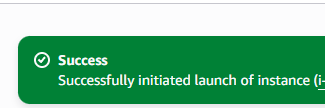 Success
Successfully initiated launch of instance (i-